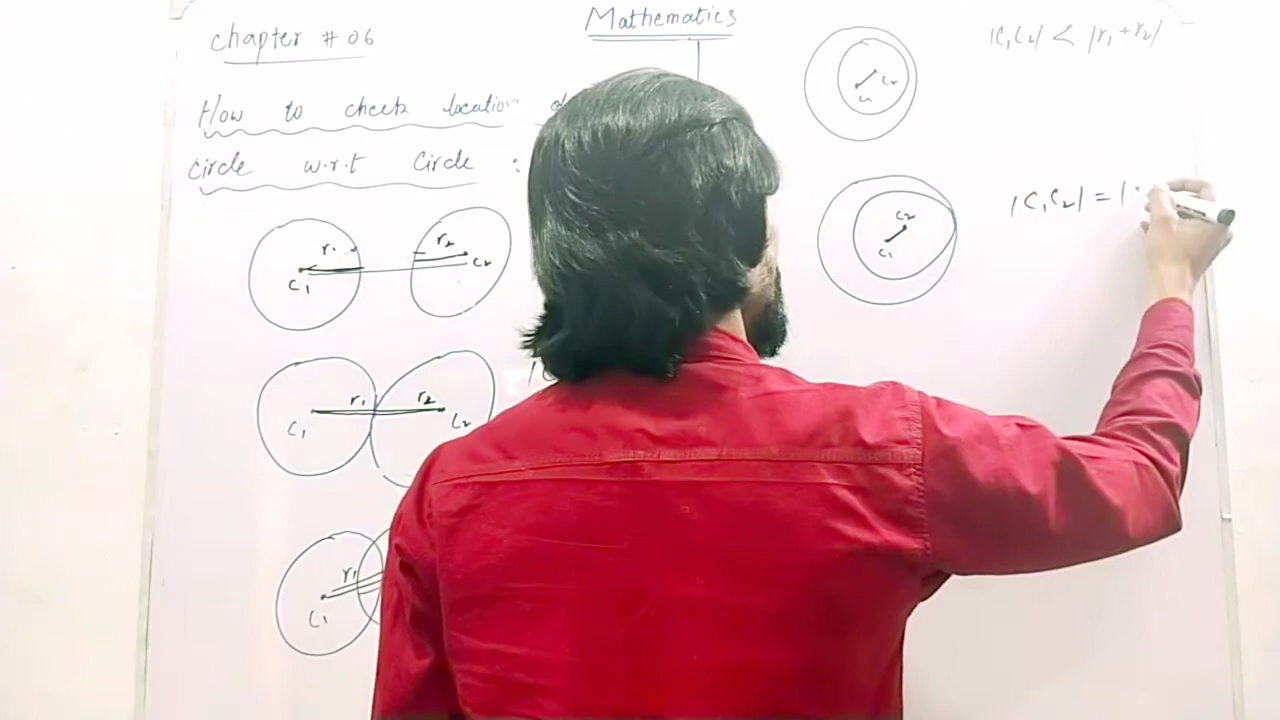 Mathematics
chapter # 06
How to check location
circle w.r.t Circle :
r₁ r₂
C₁ C₂
r₁ r₂
C₁ C₂
r₁
C₁
C₂
C₁
|C₁C₂| < |r₁+r₂|
C₂
C₁
|C₁C₂| = |